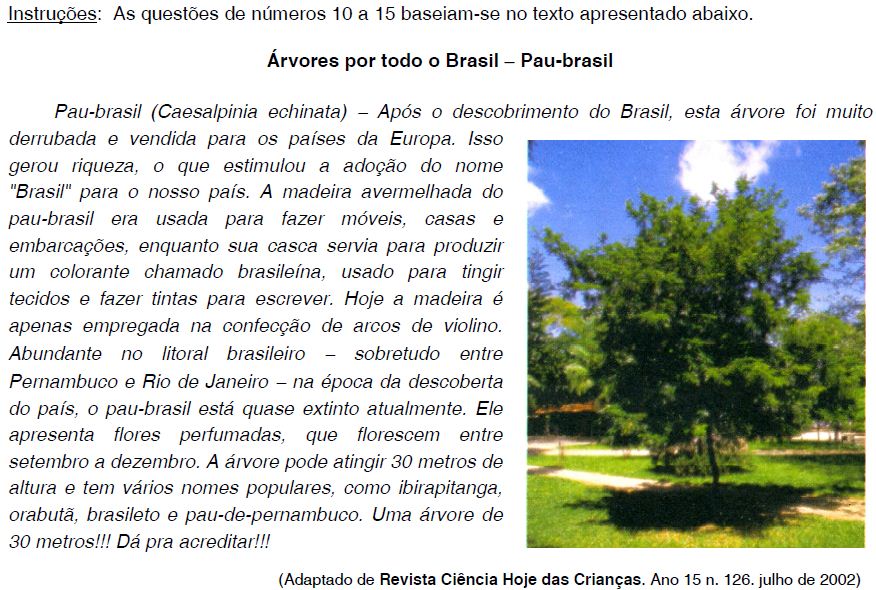 Instruções: As questões de números 10 a 15 baseiam-se no texto apresentado abaixo.
Árvores por todo o Brasil – Pau-brasil
Pau-brasil (Caesalpinia echinata) – Após o descobrimento do Brasil, esta árvore foi muito
derrubada e vendida para os países da Europa. Isso
gerou riqueza, o que estimulou a adoção do nome
"Brasil" para o nosso país. A madeira avermelhada do
pau-brasil era usada para fazer móveis, casas e
embarcações, enquanto sua casca servia para produzir
um colorante chamado brasileína, usado para tingir
tecidos e fazer tintas para escrever. Hoje a madeira é
apenas empregada na confecção de arcos de violino.
Abundante no litoral brasileiro – sobretudo entre
Pernambuco e Rio de Janeiro – na época da descoberta
do país, o pau-brasil está quase extinto atualmente. Ele
apresenta flores perfumadas, que florescem entre
setembro a dezembro. A árvore pode atingir 30 metros de
altura e tem vários nomes populares, como ibirapitanga,
orabutã, brasileto e pau-de-pernambuco. Uma árvore de
30 metros!!! Dá pra acreditar!!!
(Adaptado de Revista Ciência Hoje das Crianças. Ano 15 n. 126. julho de 2002)